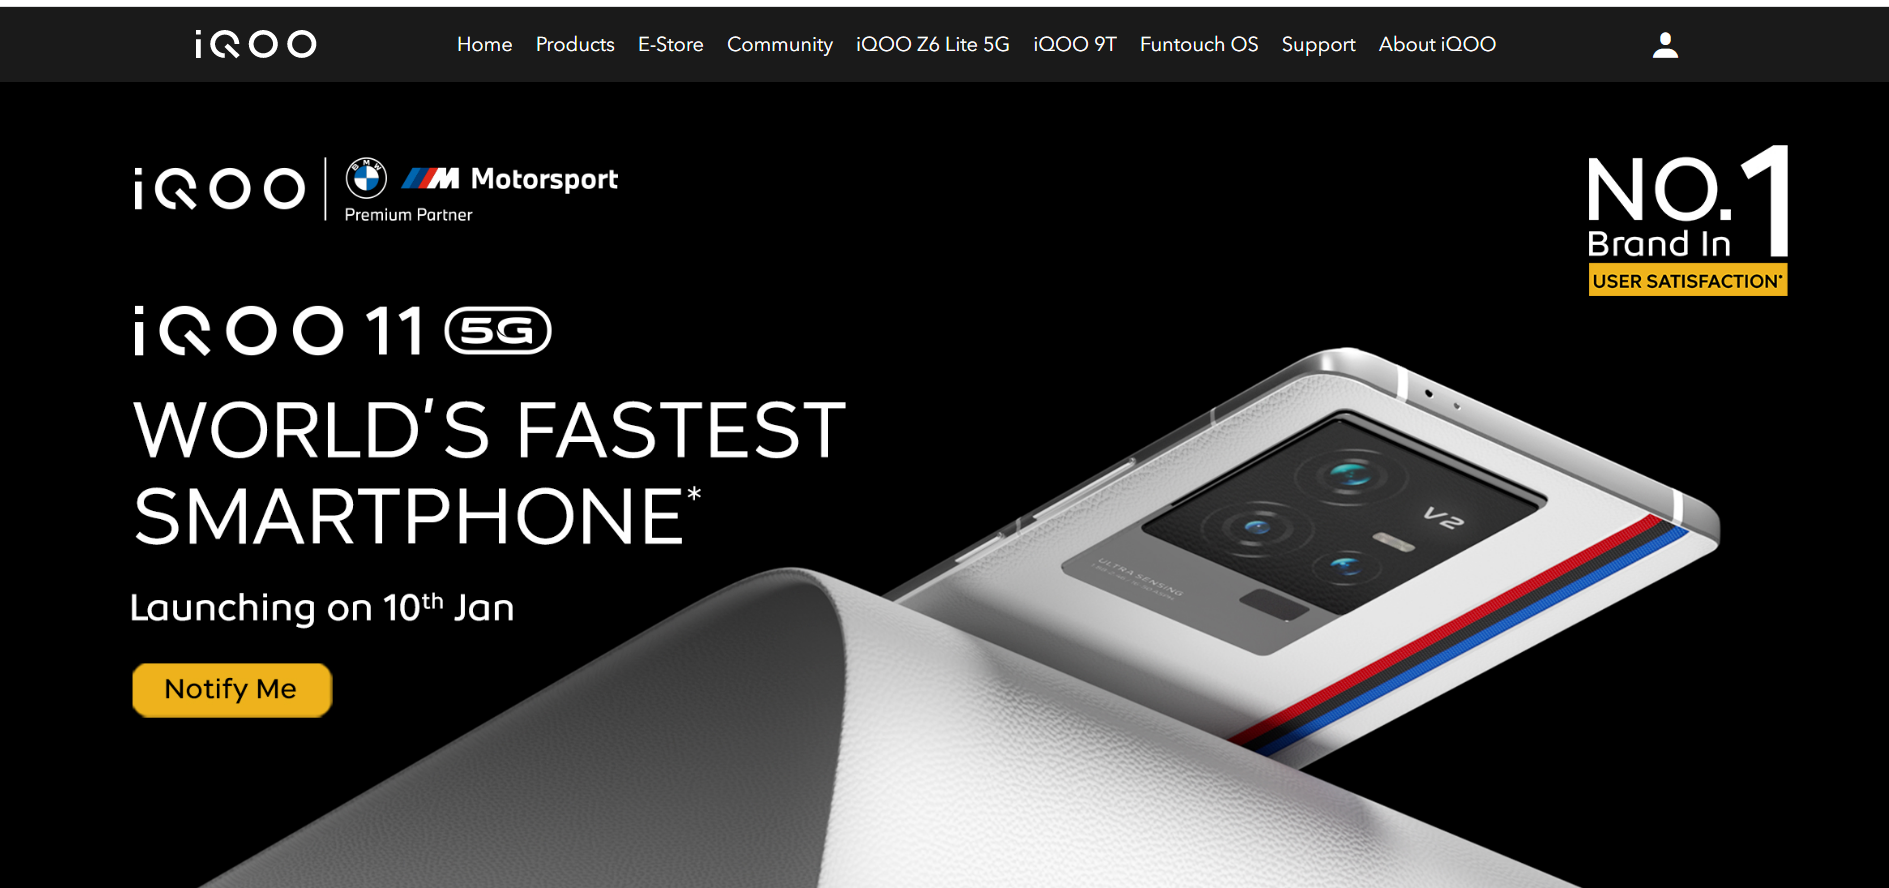 iQOO Home Products E-Store Community iQOO Z6 Lite 5G iQOO 9T Funtouch OS Support About iQOO
iQOO
BMW M Motorsport
Premium Partner
NO.1
Brand In
USER SATISFACTION*
iQOO 11 5G
WORLD'S FASTEST
SMARTPHONE*
Launching on 10th Jan
Notify Me
V2
ULTRA SENSING